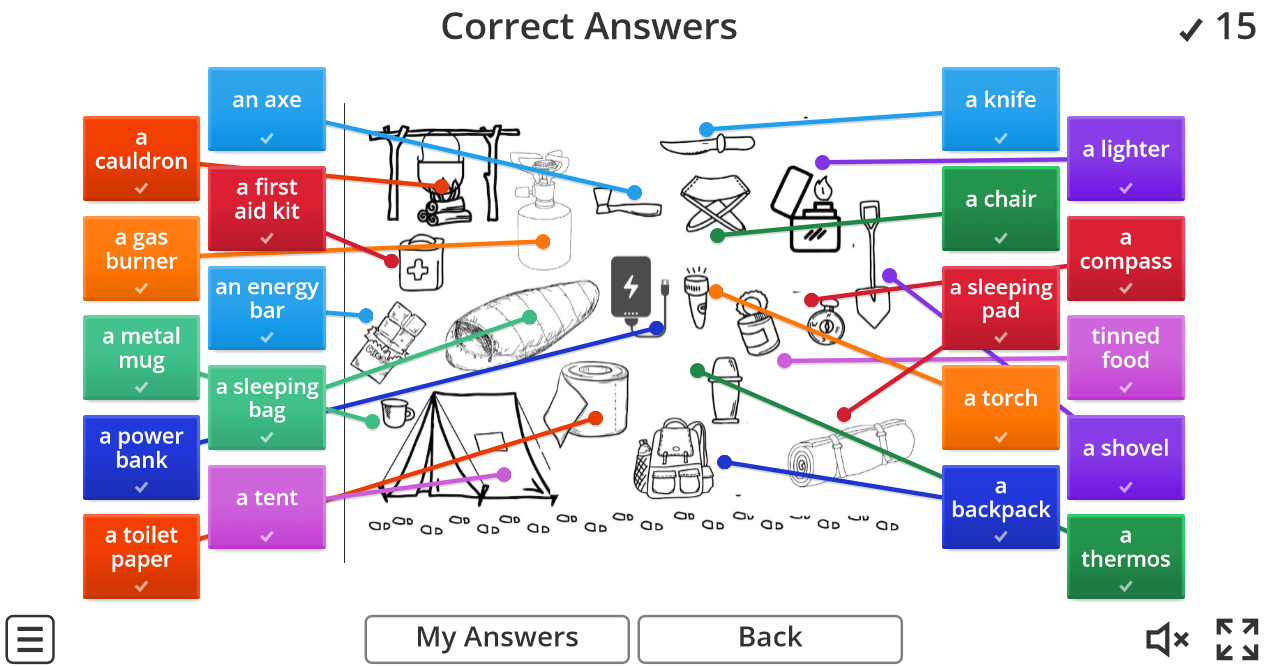 Correct Answers
15
an axe
a
cauldron
a first
aid kit
a gas
burner
an energy
bar
a metal
mug
a sleeping
bag
a power
bank
a tent
a toilet
paper
a knife
a lighter
a chair
a
compass
a sleeping
pad
tinned
food
a torch
a shovel
a
backpack
a
thermos
My Answers
Back